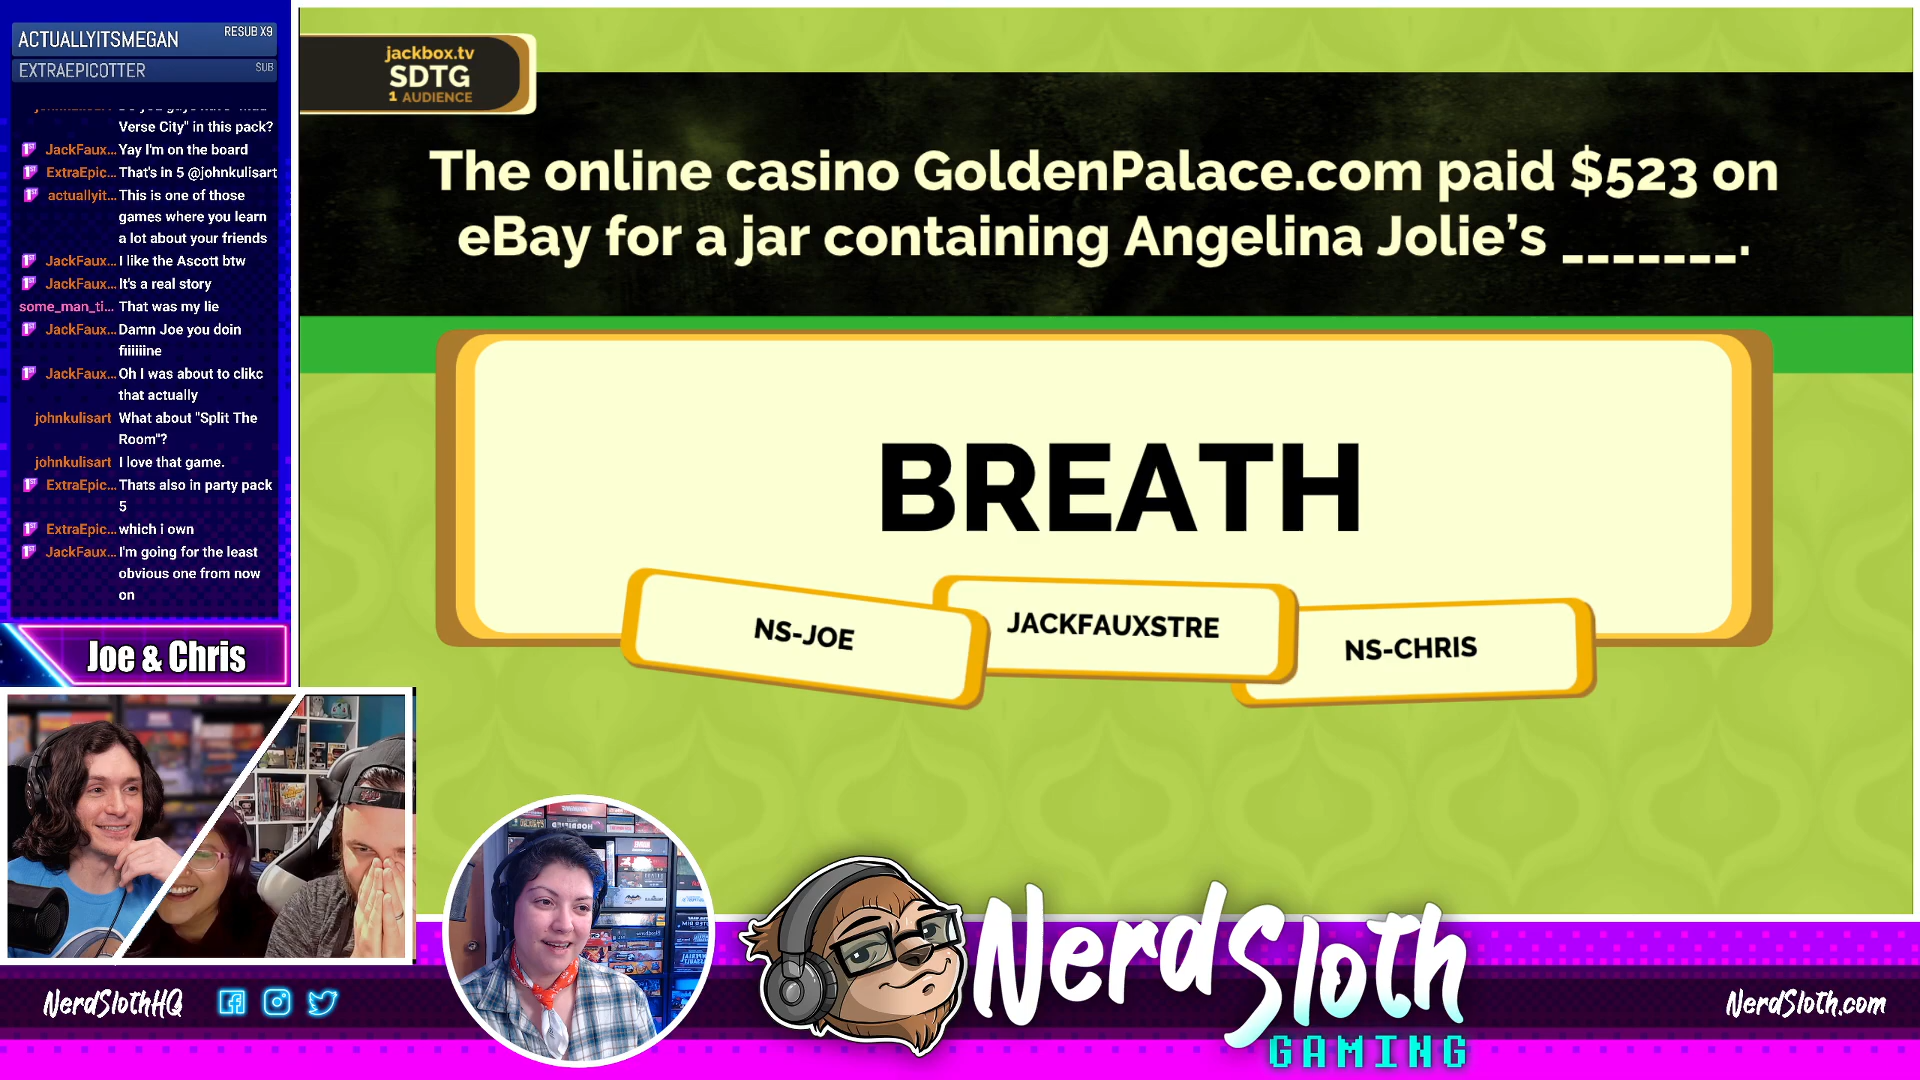 ACTUALLYITSMEGAN RESUB X9
EXTRAEPICOTTER SUB
Verse City" in this pack?
JackFaux... Yay I'm on the board
ExtraEpic... That's in 5 @johnkulisart
actuallyit... This is one of those
games where you learn
a lot about your friends
JackFaux... I like the Ascott btw
JackFaux... It's a real story
some_man_ti... That was my lie
JackFaux... Damn Joe you doin
fiiiiiine
JackFaux... Oh I was about to clikc
that actually
johnkulisart What about "Split The
Room"?
johnkulisart I love that game.
ExtraEpic... Thats also in party pack
5
ExtraEpic... which i own
JackFaux... I'm going for the least
obvious one from now
on
Joe & Chris
jackbox.tv
SDTG
1 AUDIENCE
The online casino GoldenPalace.com paid $523 on
eBay for a jar containing Angelina Jolie’s _______.
BREATH
NS-JOE
JACKFAUXSTRE
NS-CHRIS
NerdSlothHQ
NerdSloth
GAMING
NerdSloth.com